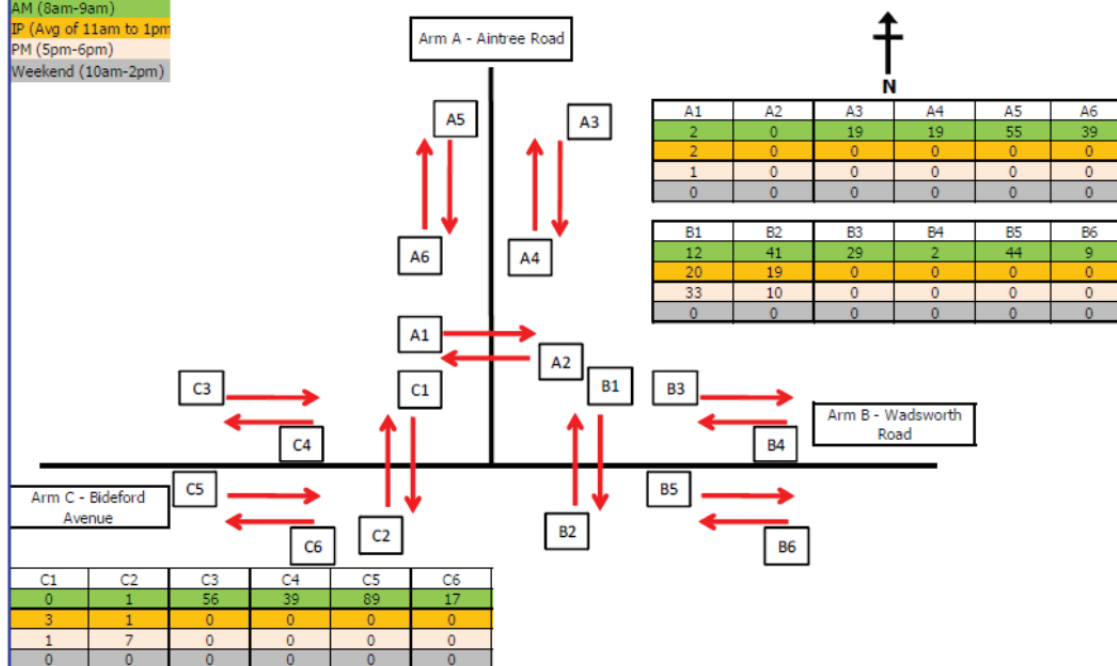 AM (8am-9am)
IP (Avg of 11am to 1pm
PM (5pm-6pm)
Weekend (10am-2pm)
Arm A - Aintree Road
N
A1 A2 A3 A4 A5 A6
2 0 19 19 55 39
2 0 0 0 0 0
1 0 0 0 0 0
0 0 0 0 0 0
B1 B2 B3 B4 B5 B6
12 41 29 2 44 9
20 19 0 0 0 0
33 10 0 0 0 0
0 0 0 0 0 0
A5
A3
A6
A4
A1
A2
C3
C1
B1
B3
C4
B4
Arm B - Wadsworth
Road
Arm C - Bideford
Avenue
C5
B5
C6
C2
B2
B6
C1 C2 C3 C4 C5 C6
0 1 56 39 89 17
3 1 0 0 0 0
1 7 0 0 0 0
0 0 0 0 0 0